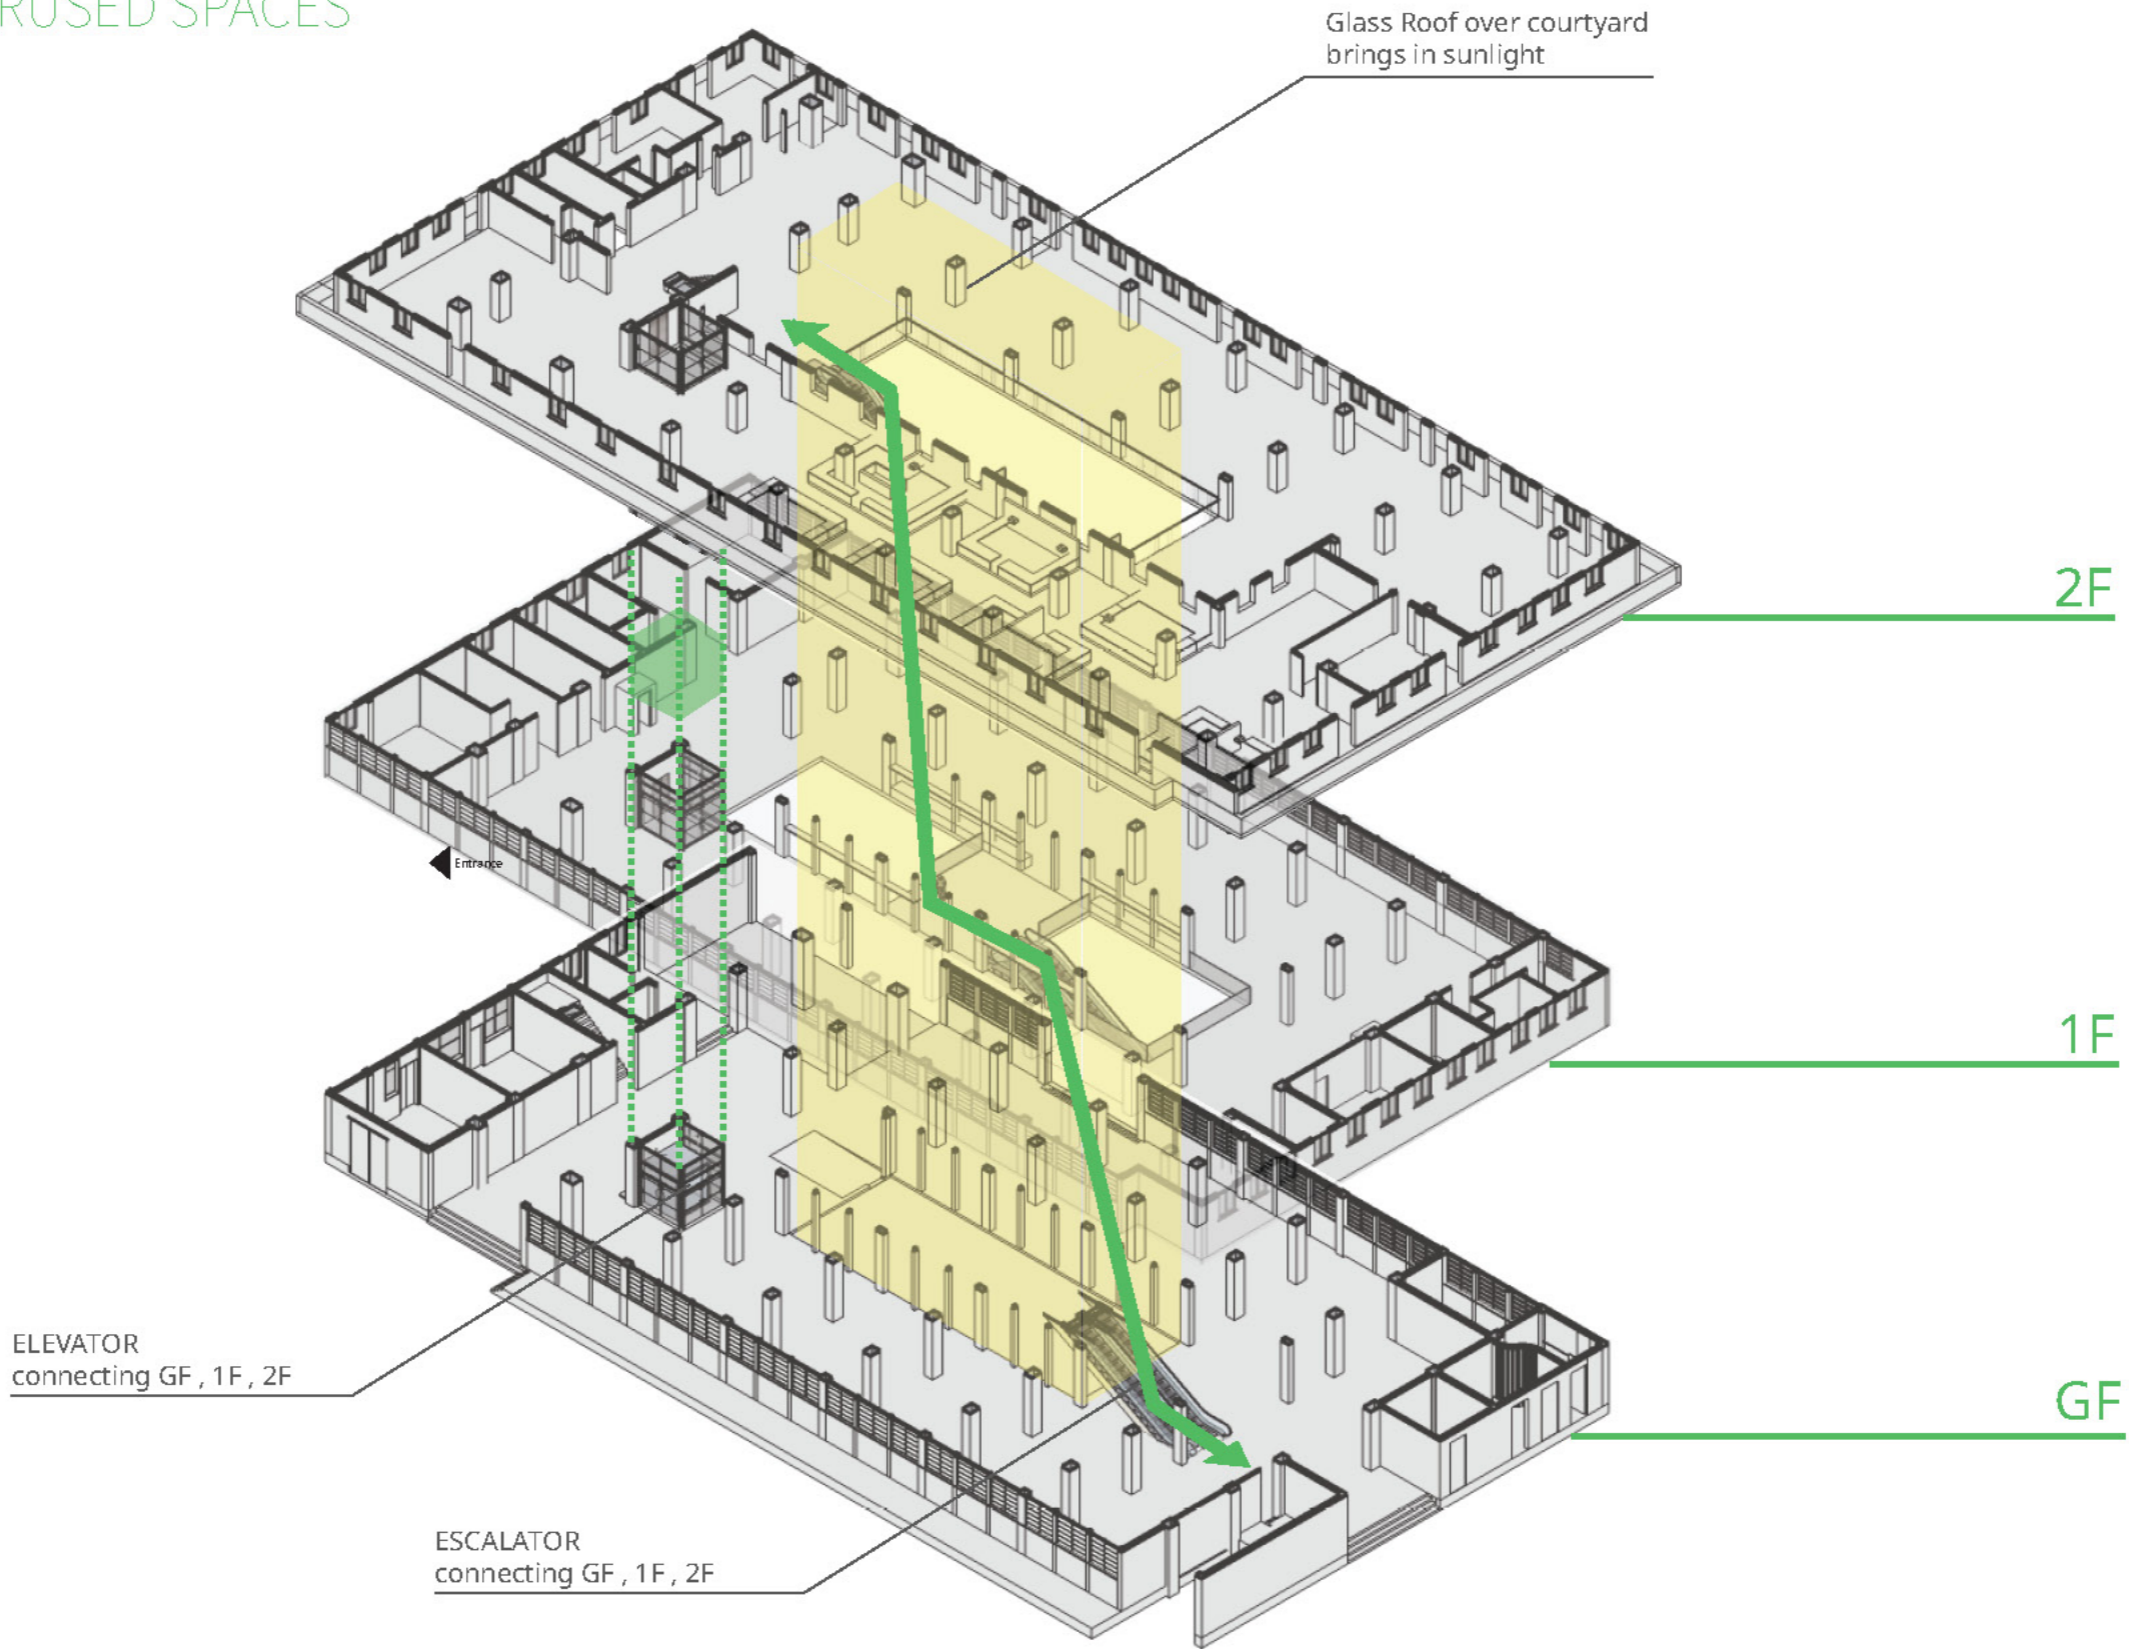 SPACES
Glass Roof over courtyard
brings in sunlight
2F
Entrance
1F
ELEVATOR
connecting GF , 1F , 2F
GF
ESCALATOR
connecting GF , 1F , 2F